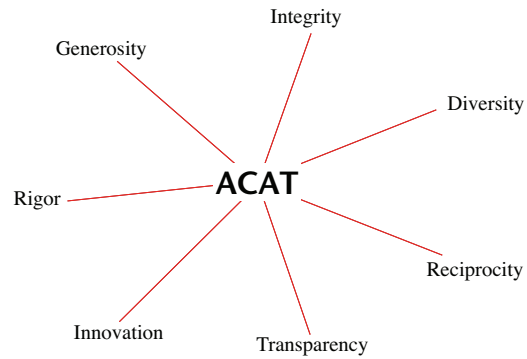 Integrity
Generosity
Diversity
ACAT
Rigor
Reciprocity
Innovation
Transparency